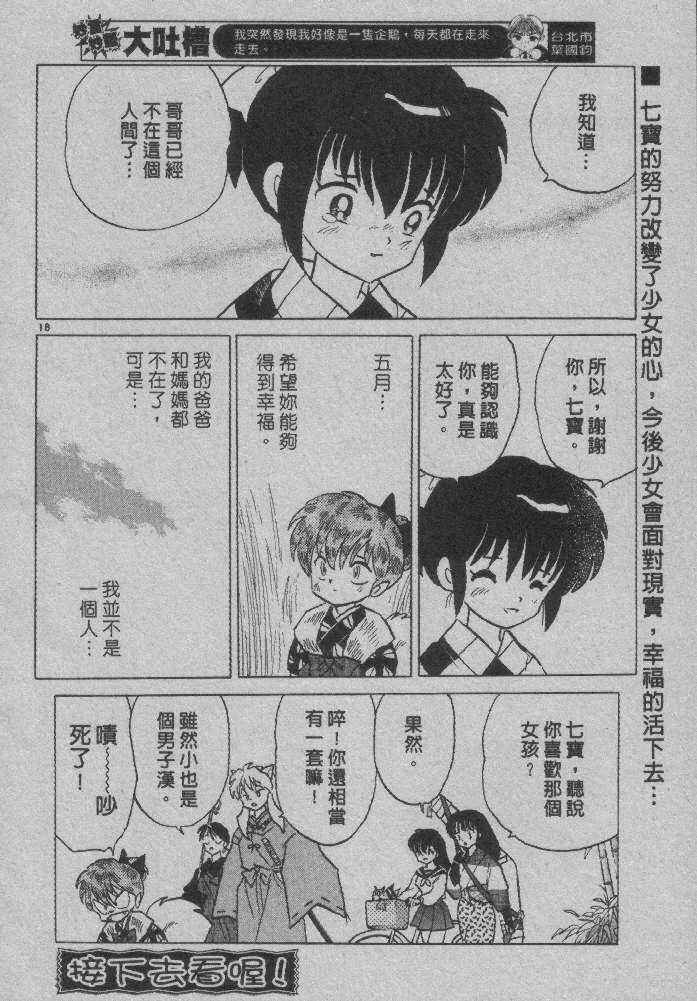 大吐槽
我突然發現我好像是一隻企鵝，每天都在走來
走去。
台北市
葉國鈞
■七寶的努力改變了少女的心，今後少女會面對現實，幸福的活下去…
我知道…
哥哥已經
不在這個
人間了…
18
所以，謝謝
你，七寶。
能夠認識
你，真是
太好了。
五月…
希望妳能夠
得到幸福。
我的爸爸
和媽媽都
不在了，
可是…
我並不是
一個人…
七寶，聽說
你喜歡那個
女孩？
果然。
啐！你還相當
有一套嘛！
雖然小也是
個男子漢。
嘖～～吵
死了！
接下去看喔！